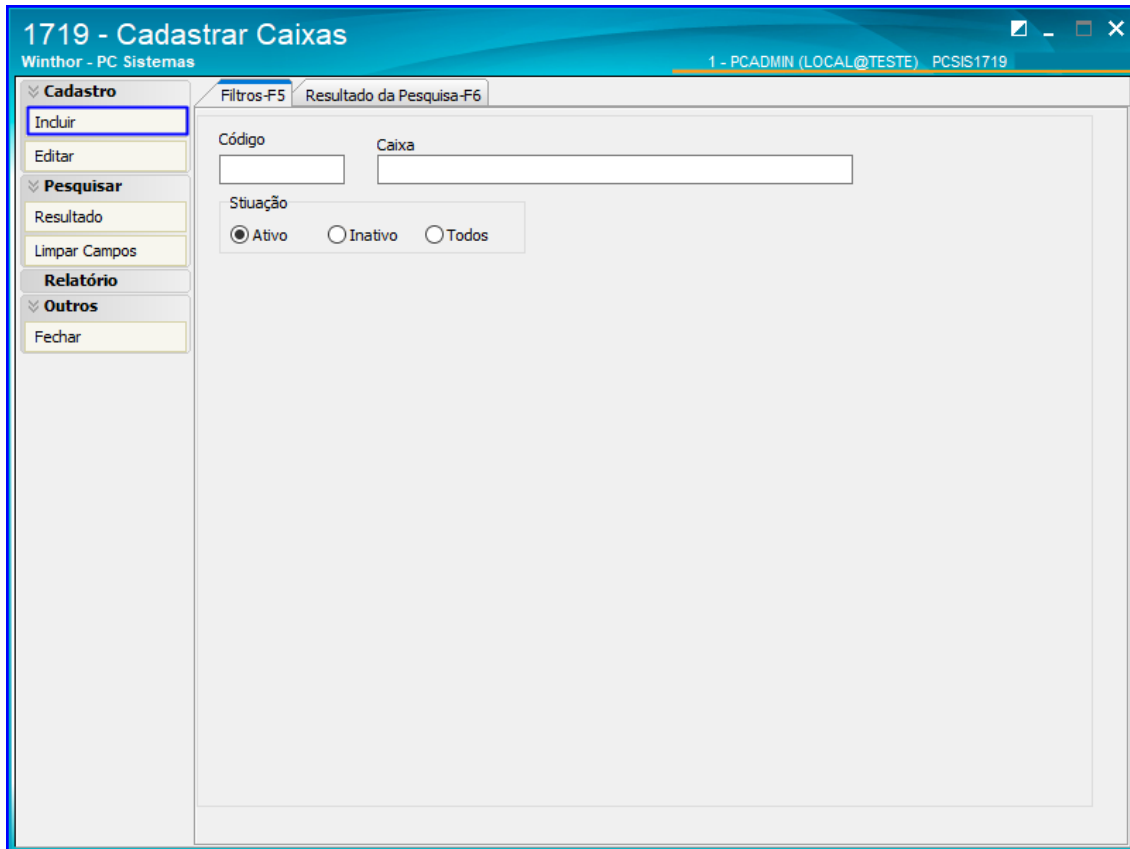 1719 - Cadastrar Caixas
Winthor - PC Sistemas
1 - PCADMIN (LOCAL@TESTE) PCSIS1719
Cadastro
Incluir
Editar
Pesquisar
Resultado
Limpar Campos
Relatório
Outros
Fechar
Filtros-F5 Resultado da Pesquisa-F6
Código Caixa
Stiuação
Ativo Inativo Todos